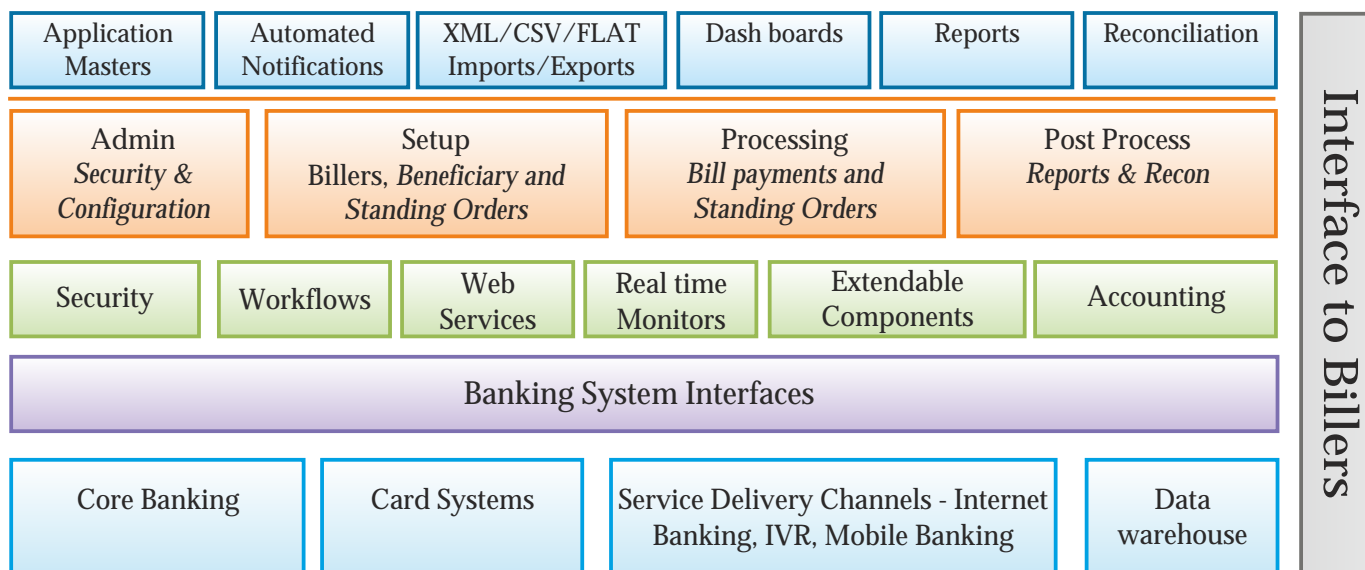 Application
Masters
Automated
Notifications
XML/CSV/FLAT
Imports/Exports
Dash boards
Reports
Reconciliation
Admin
Security &
Configuration
Setup
Billers, Beneficiary and
Standing Orders
Processing
Bill payments and
Standing Orders
Post Process
Reports & Recon
Security
Workflows
Web
Services
Real time
Monitors
Extendable
Components
Accounting
Banking System Interfaces
Core Banking
Card Systems
Service Delivery Channels - Internet
Banking, IVR, Mobile Banking
Data
warehouse
Interface to Billers